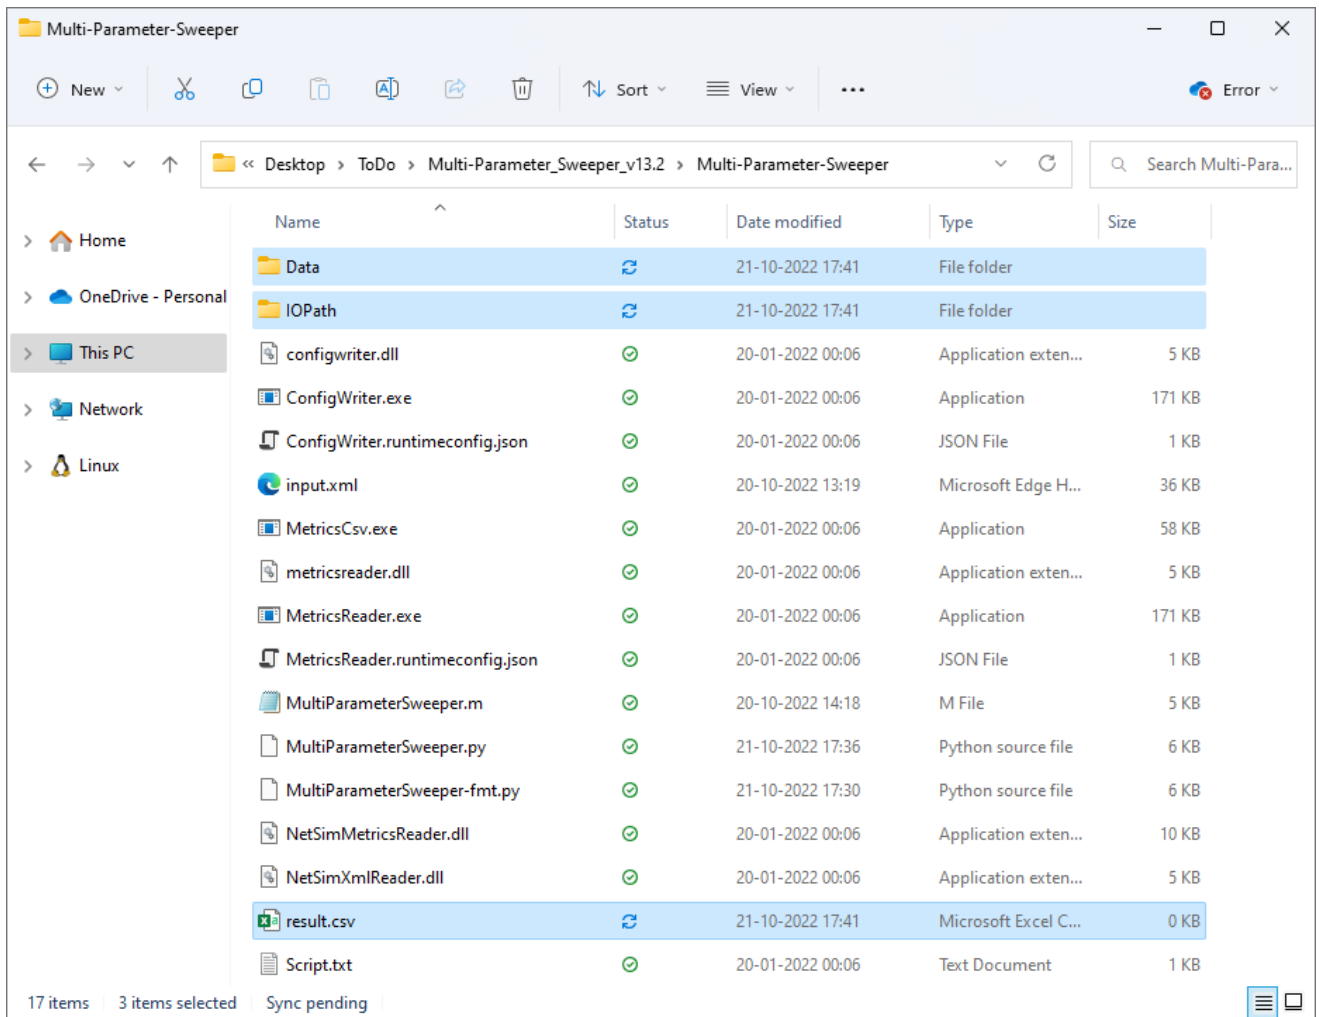 Multi-Parameter-Sweeper
New Sort View ... Error
« Desktop > ToDo > Multi-Parameter_Sweeper_v13.2 > Multi-Parameter-Sweeper Search Multi-Para...
Name Status Date modified Type Size
Home
OneDrive - Personal
This PC
Network
Linux
Data 21-10-2022 17:41 File folder
IOPath 21-10-2022 17:41 File folder
configwriter.dll 20-01-2022 00:06 Application exten... 5 KB
ConfigWriter.exe 20-01-2022 00:06 Application 171 KB
ConfigWriter.runtimeconfig.json 20-01-2022 00:06 JSON File 1 KB
input.xml 20-10-2022 13:19 Microsoft Edge H... 36 KB
MetricsCsv.exe 20-01-2022 00:06 Application 58 KB
metricsreader.dll 20-01-2022 00:06 Application exten... 5 KB
MetricsReader.exe 20-01-2022 00:06 Application 171 KB
MetricsReader.runtimeconfig.json 20-01-2022 00:06 JSON File 1 KB
MultiParameterSweeper.m 20-10-2022 14:18 M File 5 KB
MultiParameterSweeper.py 21-10-2022 17:36 Python source file 6 KB
MultiParameterSweeper-fmt.py 21-10-2022 17:30 Python source file 6 KB
NetSimMetricsReader.dll 20-01-2022 00:06 Application exten... 10 KB
NetSimXmlReader.dll 20-01-2022 00:06 Application exten... 5 KB
result.csv 21-10-2022 17:41 Microsoft Excel C... 0 KB
Script.txt 20-01-2022 00:06 Text Document 1 KB
17 items 3 items selected Sync pending